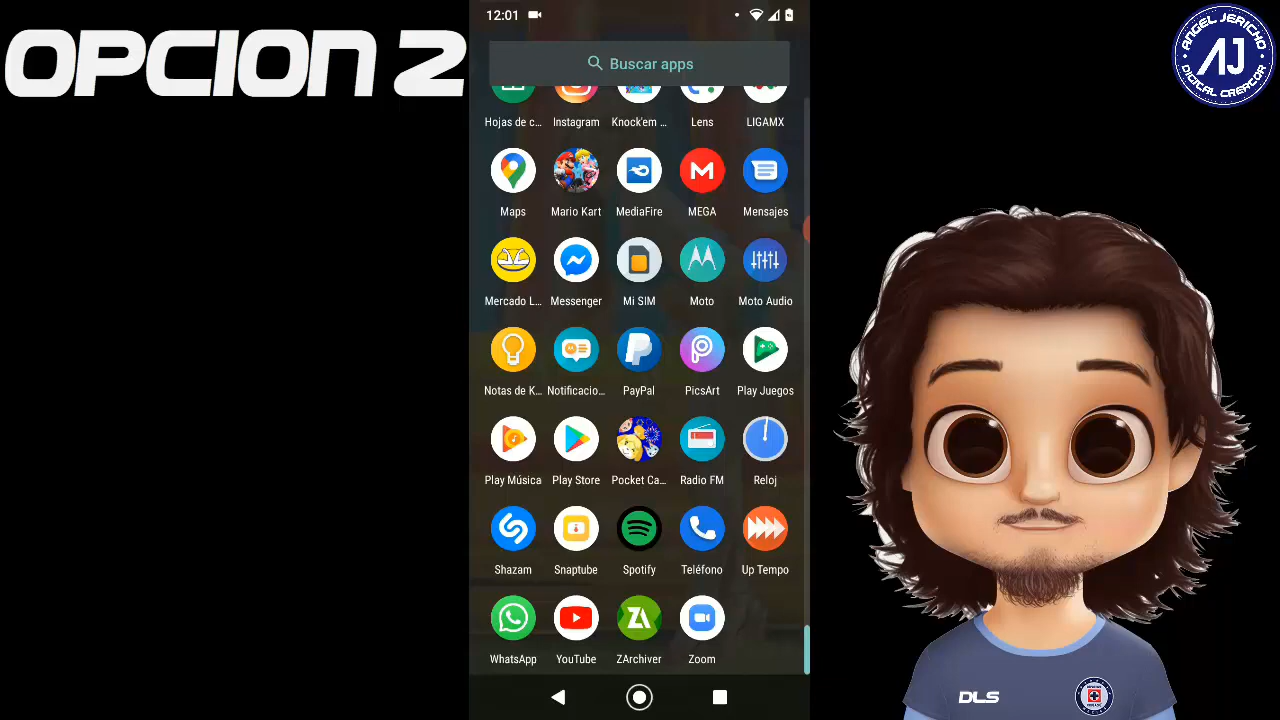 OPCION 2
12:01
Buscar apps
Hojas de c... Instagram Knock'em ... Lens LIGAMX
Maps Mario Kart MediaFire MEGA Mensajes
Mercado L... Messenger Mi SIM Moto Moto Audio
Notas de K... Notificacio... PayPal PicsArt Play Juegos
Play Música Play Store Pocket Ca... Radio FM Reloj
Shazam Snaptube Spotify Teléfono Up Tempo
WhatsApp YouTube ZArchiver Zoom
ANGEL JERICHO
AJ
DIGITAL CREATOR
DLS